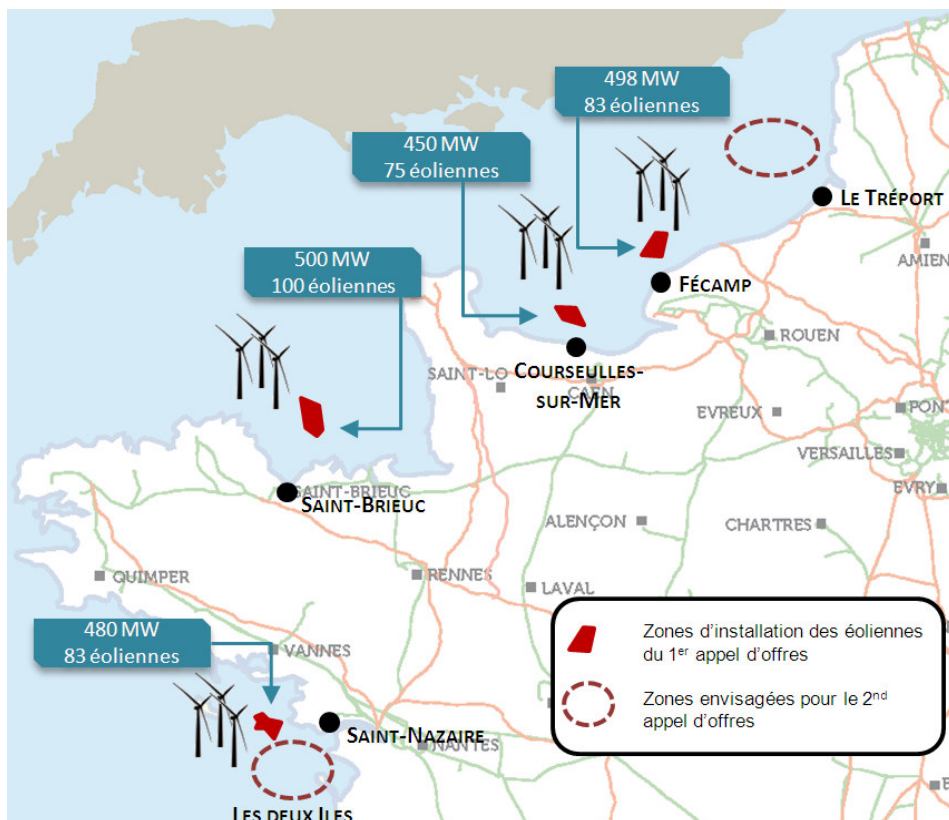 498 MW
83 éoliennes
450 MW
75 éoliennes
LE TRÉPORT
AMIEN
500 MW
100 éoliennes
FÉCAMP
ROUEN
SAINT-LO
COURSEULLES-
SUR-MER
CAEN
EVREUX
PONT
VERSAILLES
EVRY
SAINT-BRIEUC
SAINT-BRIEUC
ALENÇON
CHARTRES
QUIMPER
RENNES
LAVAL
480 MW
83 éoliennes
VANNES
Zones d'installation des éoliennes
du 1er appel d'offres
Zones envisagées pour le 2nd
appel d'offres
SAINT-NAZAIRE
NANTES
LES DEUX ILES